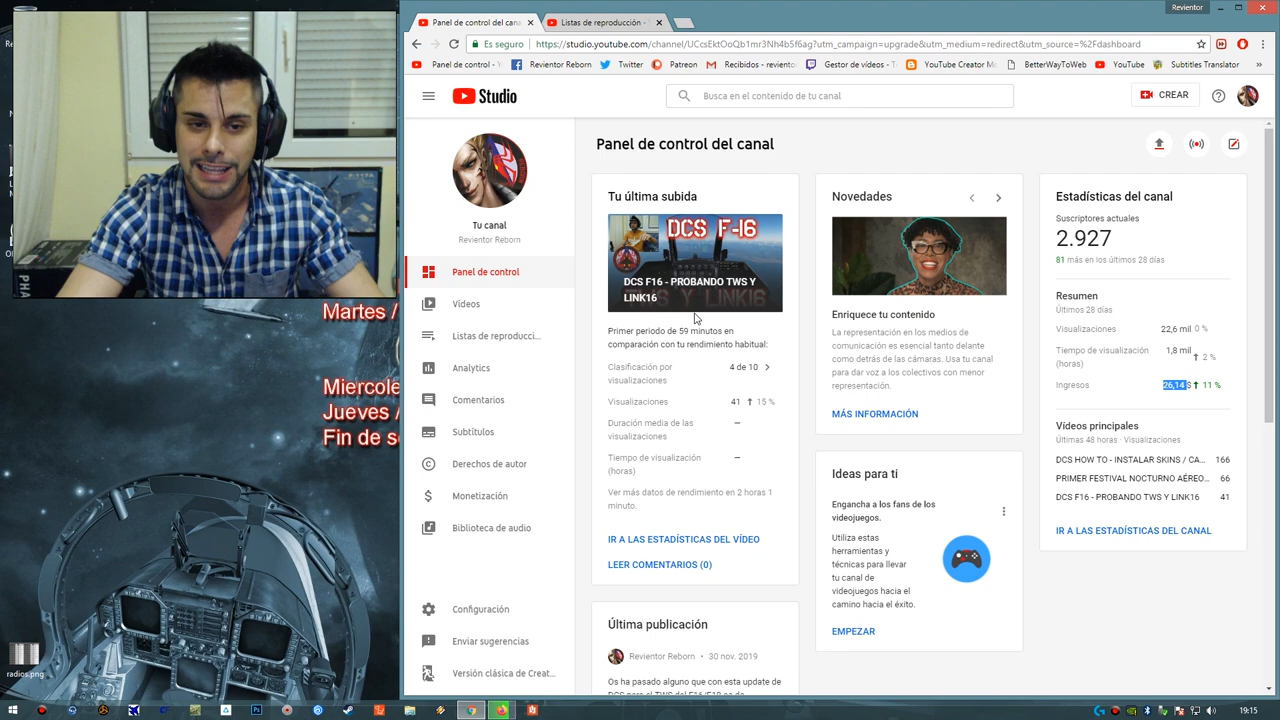 Martes /
Miercole
Jueves /
Fin de s
radios.png
Revientor
Panel de control del cana
Listas de reproducción -
Es seguro
https://studio.youtube.com/channel/UCcsEktOoQb1mr3Nh4b5f6ag?utm_campaign=upgrade&utm_medium=redirect&utm_source=%2Fdashboard
Panel de control - Y
Revientor Reborn
Twitter
Patreon
Recibidos - reviento
Gestor de vídeos - T
YouTube Creator M
BetterWayToWeb
YouTube
Subtitles Translator
»
Studio
Busca en el contenido de tu canal
CREAR
Tu canal
Revientor Reborn
Panel de control
Vídeos
Listas de reproducci...
Analytics
Comentarios
Subtítulos
Derechos de autor
Monetización
Biblioteca de audio
Configuración
Enviar sugerencias
Versión clásica de Creat...
Panel de control del canal
Tu última subida
DCS F-16
DCS F16 - PROBANDO TWS Y
LINK16
Primer periodo de 59 minutos en
comparación con tu rendimiento habitual:
Clasificación por
visualizaciones
4 de 10
Visualizaciones
41
15 %
Duración media de las
visualizaciones
–
Tiempo de visualización
(horas)
–
Ver más datos de rendimiento en 2 horas 1
minuto.
IR A LAS ESTADÍSTICAS DEL VÍDEO
LEER COMENTARIOS (0)
Última publicación
Revientor Reborn • 30 nov. 2019
Os ha pasado alguno que con esta update de
Novedades
Enriquece tu contenido
La representación en los medios de
comunicación es esencial tanto delante
como detrás de las cámaras. Usa tu canal
para dar voz a los colectivos con menor
representación.
MÁS INFORMACIÓN
Ideas para ti
Engancha a los fans de los
videojuegos.
Utiliza estas
herramientas y
técnicas para llevar
tu canal de
videojuegos hacia el
camino hacia el éxito.
EMPEZAR
Estadísticas del canal
Suscriptores actuales
2.927
81 más en los últimos 28 días
Resumen
Últimos 28 días
Visualizaciones
22,6 mil
0 %
Tiempo de visualización
(horas)
1,8 mil
2 %
Ingresos
26,14 $
11 %
Vídeos principales
Últimas 48 horas · Visualizaciones
DCS HOW TO - INSTALAR SKINS / CA...
166
PRIMER FESTIVAL NOCTURNO AÉREO...
66
DCS F16 - PROBANDO TWS Y LINK16
41
IR A LAS ESTADÍSTICAS DEL CANAL
19:15